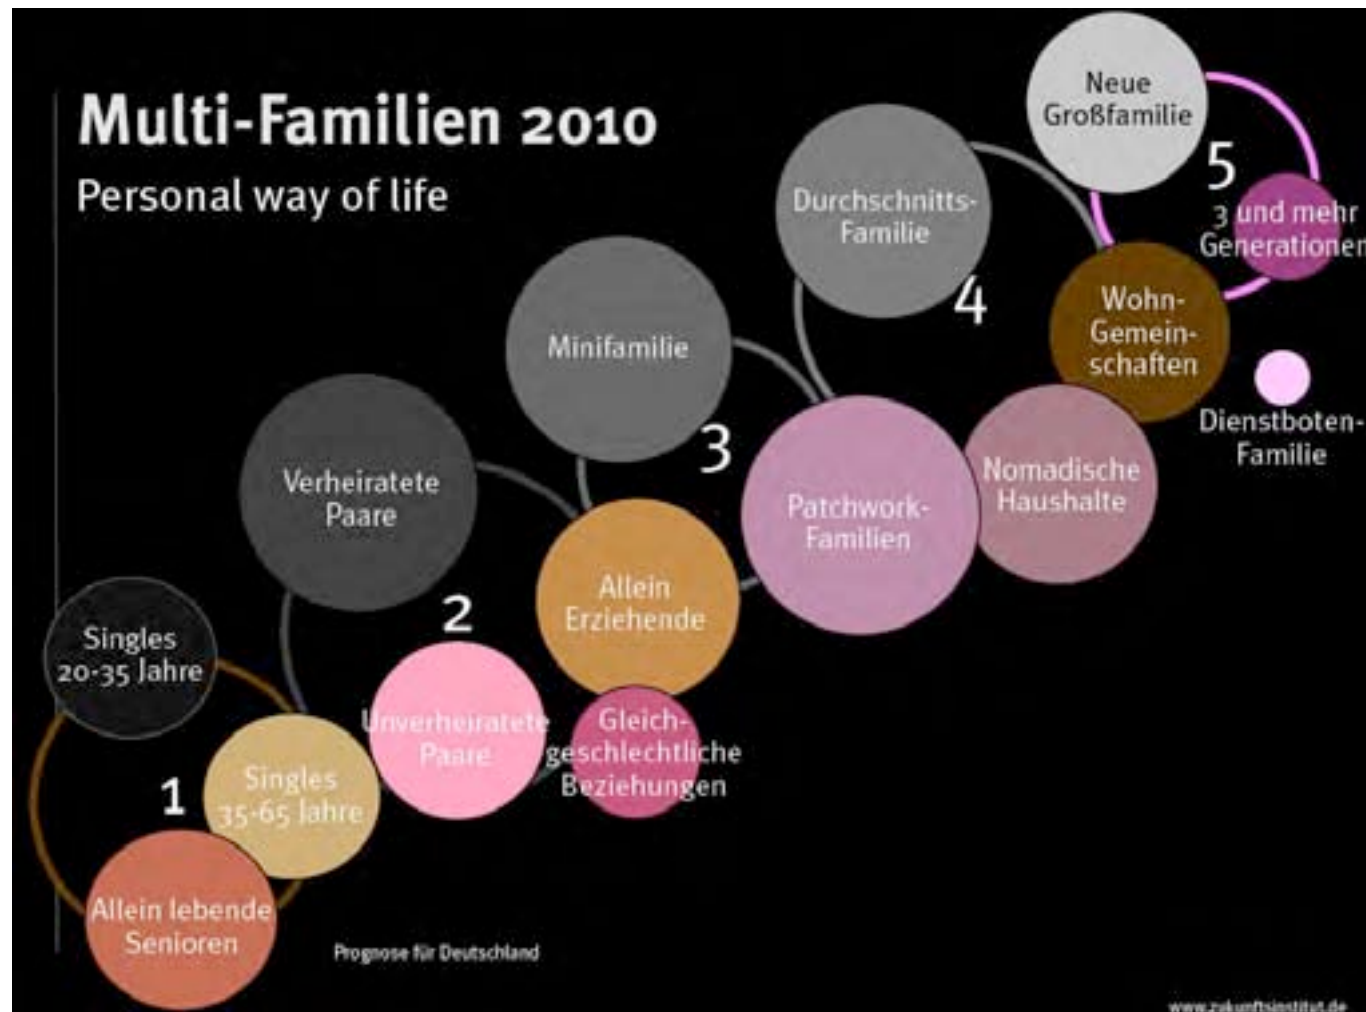 Multi-Familien 2010
Personal way of life
Singles
20-35 Jahre
1
Singles
35-65 Jahre
Allein lebende
Senioren
Verheiratete
Paare
2
Unverheiratete
Paare
Gleich-
geschlechtliche
Beziehungen
Minifamilie
3
Allein
Erziehende
Patchwork-
Familien
Durchschnitts-
Familie
4
Nomadische
Haushalte
Wohn-
Gemein-
schaften
Neue
Großfamilie
5
3 und mehr
Generationen
Dienstboten-
Familie
Prognose für Deutschland
www.zukunftsinstitut.de